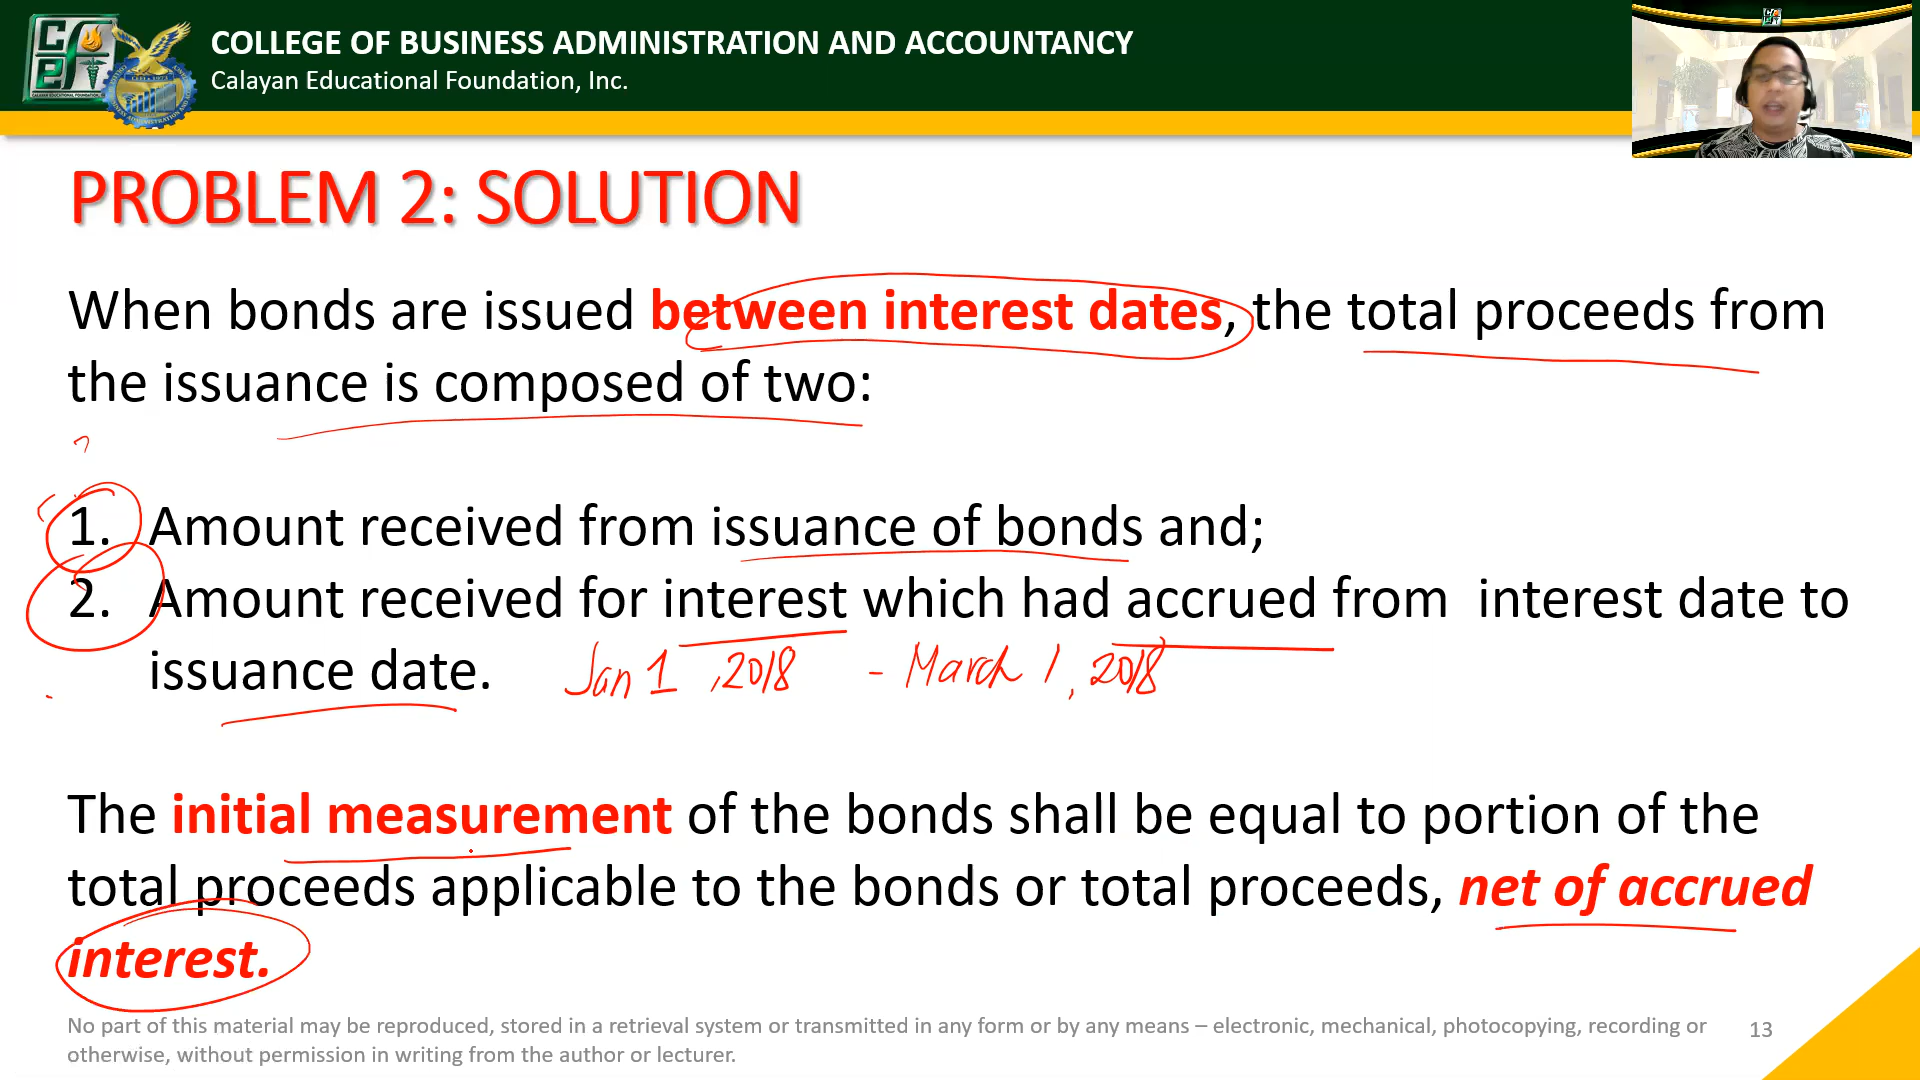 COLLEGE OF BUSINESS ADMINISTRATION AND ACCOUNTANCY
Calayan Educational Foundation, Inc.
PROBLEM 2: SOLUTION
When bonds are issued between interest dates, the total proceeds from
the issuance is composed of two:
1. Amount received from issuance of bonds and;
2. Amount received for interest which had accrued from interest date to
issuance date.
Jan 1, 2018 - March 1, 2018
The initial measurement of the bonds shall be equal to portion of the
total proceeds applicable to the bonds or total proceeds, net of accrued
interest.
No part of this material may be reproduced, stored in a retrieval system or transmitted in any form or by any means – electronic, mechanical, photocopying, recording or
otherwise, without permission in writing from the author or lecturer.
13